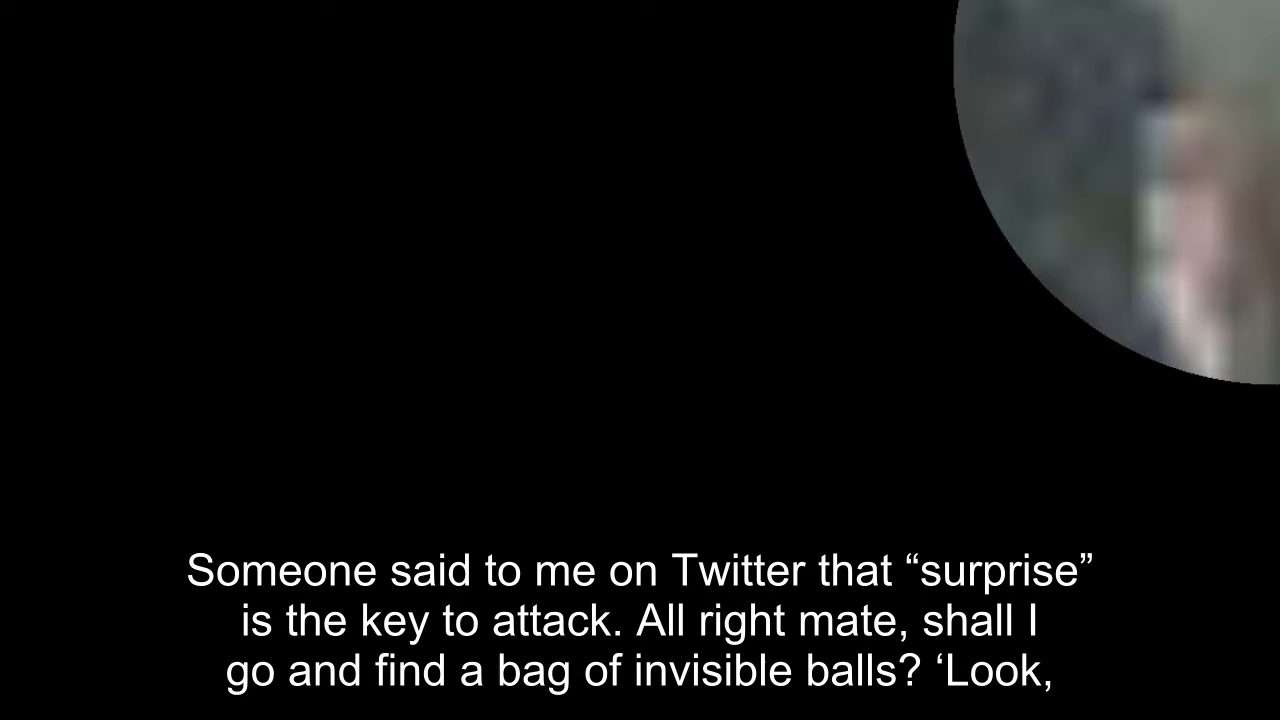 Someone said to me on Twitter that “surprise”
is the key to attack. All right mate, shall I
go and find a bag of invisible balls? ‘Look,